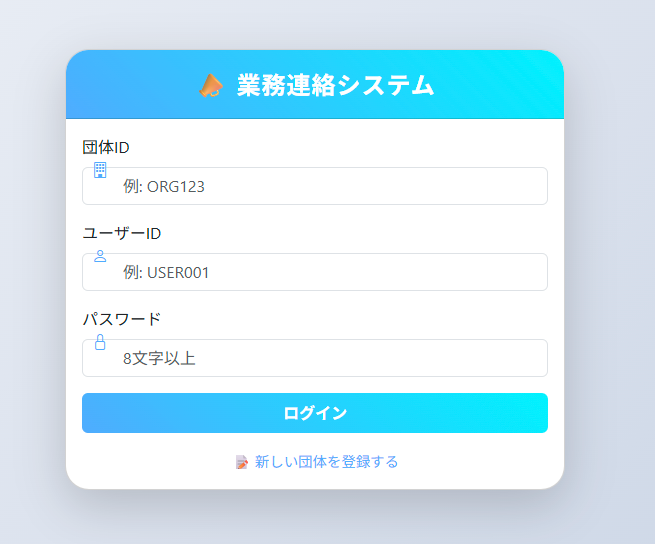 業務連絡システム
団体ID
例: ORG123
ユーザーID
例: USER001
パスワード
8文字以上
ログイン
新しい団体を登録する